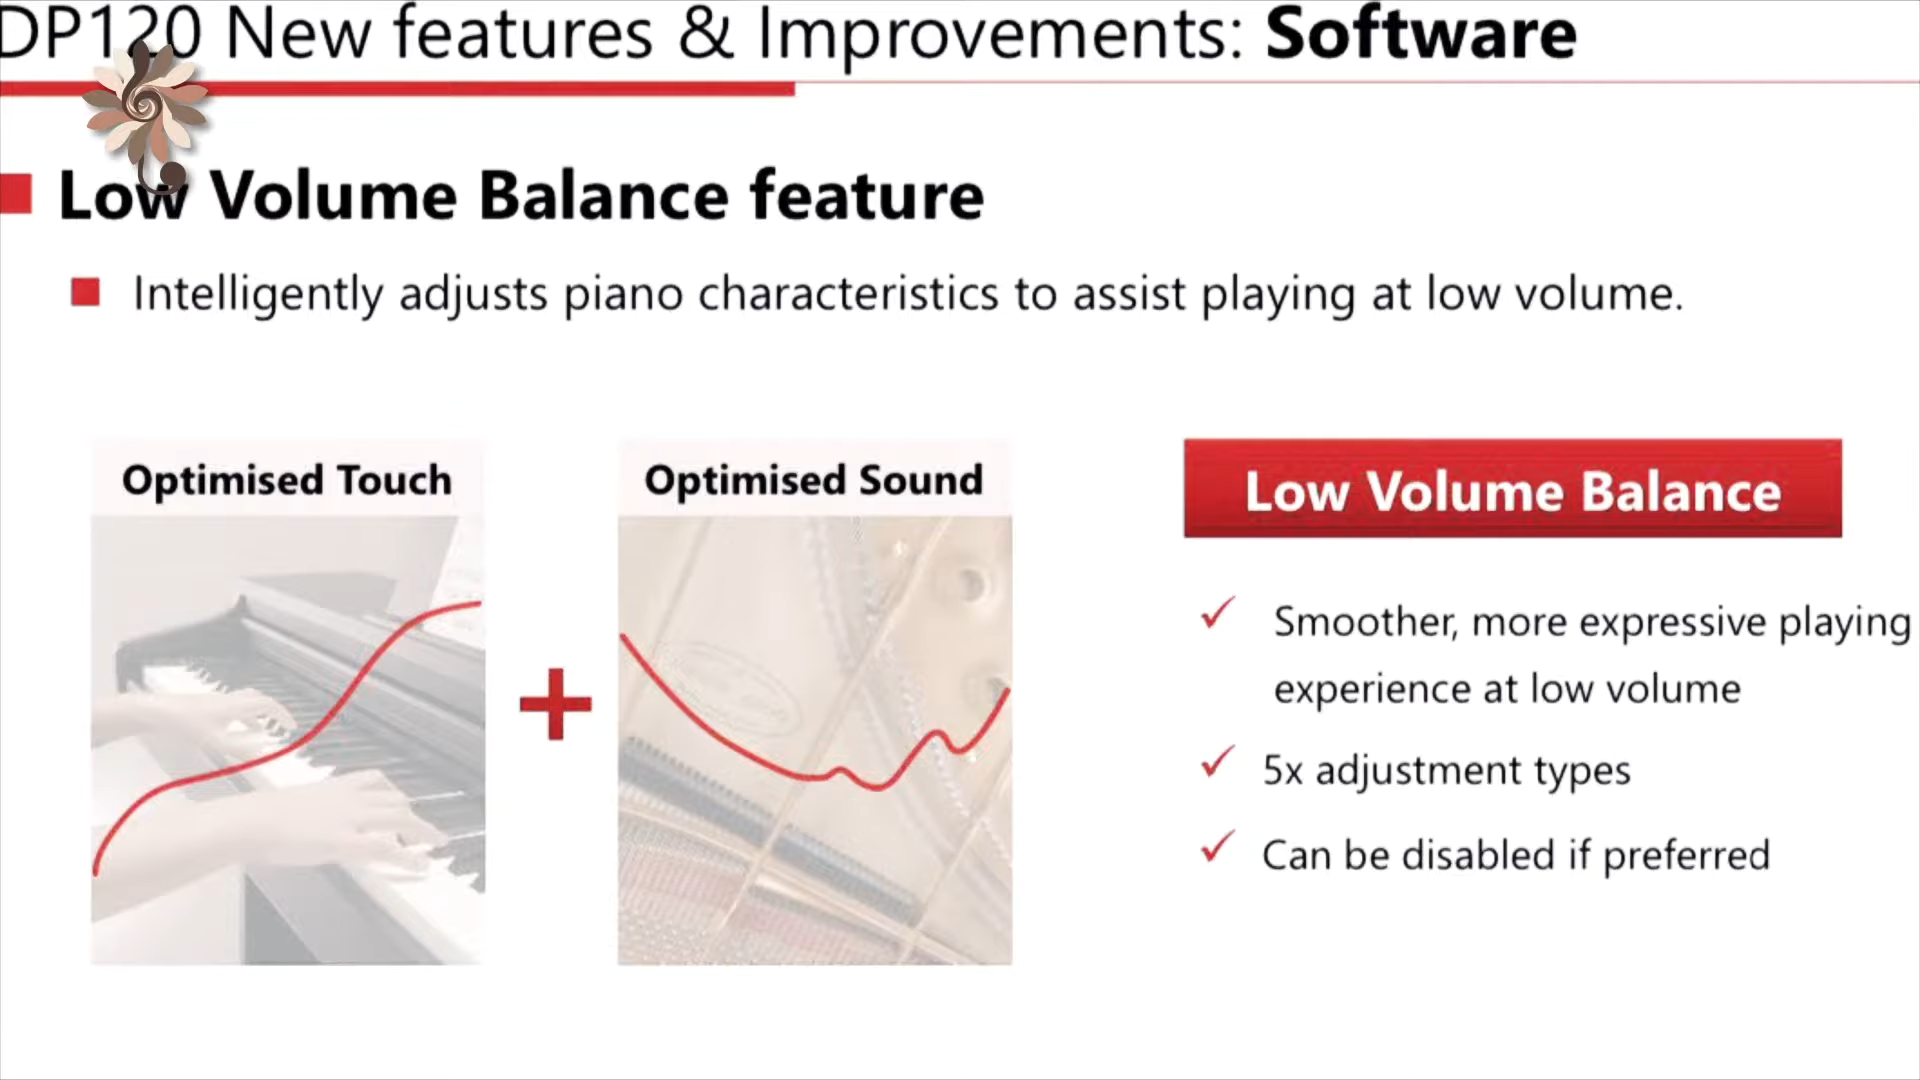 DP120 New features & Improvements: Software
Low Volume Balance feature
Intelligently adjusts piano characteristics to assist playing at low volume.
Optimised Touch
Optimised Sound
Low Volume Balance
Smoother, more expressive playing
experience at low volume
5x adjustment types
Can be disabled if preferred